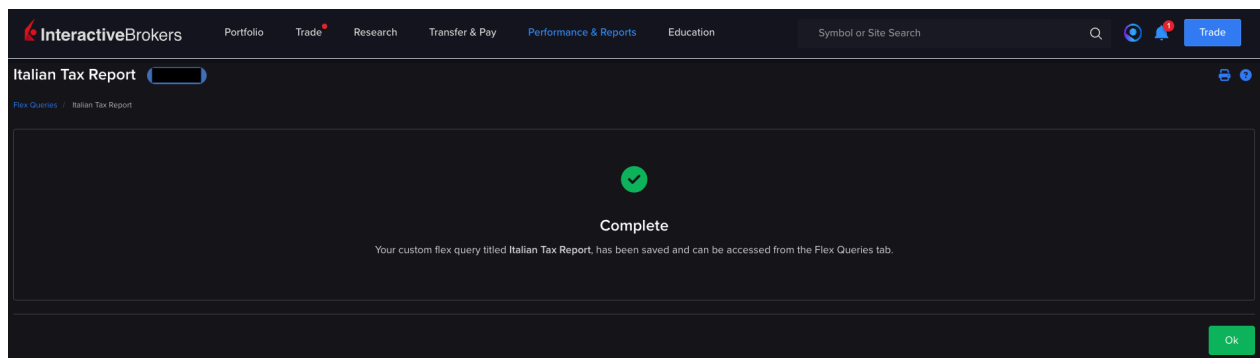 InteractiveBrokers Portfolio Trade Research Transfer & Pay Performance & Reports Education Symbol or Site Search 1 Trade
Italian Tax Report
Flex Queries / Italian Tax Report
Complete
Your custom flex query titled Italian Tax Report, has been saved and can be accessed from the Flex Queries tab.
Ok